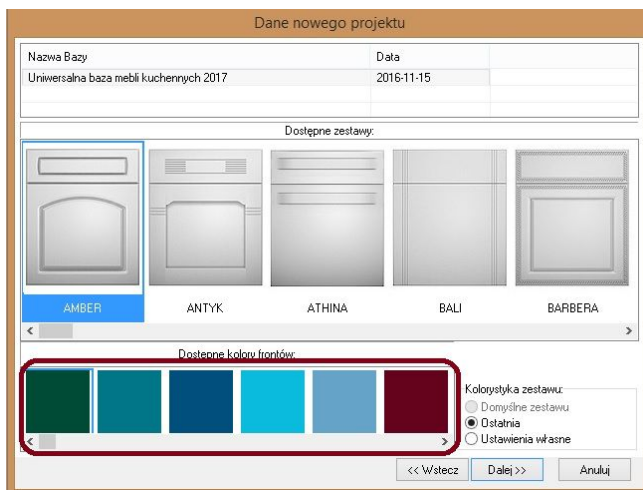 Dane nowego projektu
Nazwa Bazy Data
Uniwersalna baza mebli kuchennych 2017 2016-11-15
Dostępne zestawy:
AMBER ANTYK ATHINA BALI BARBERA
Dostępne kolory frontów:
Kolorystyka zestawu:
Domyślne zestawu
Ostatnia
Ustawienia własne
<< Wstecz Dalej >> Anuluj